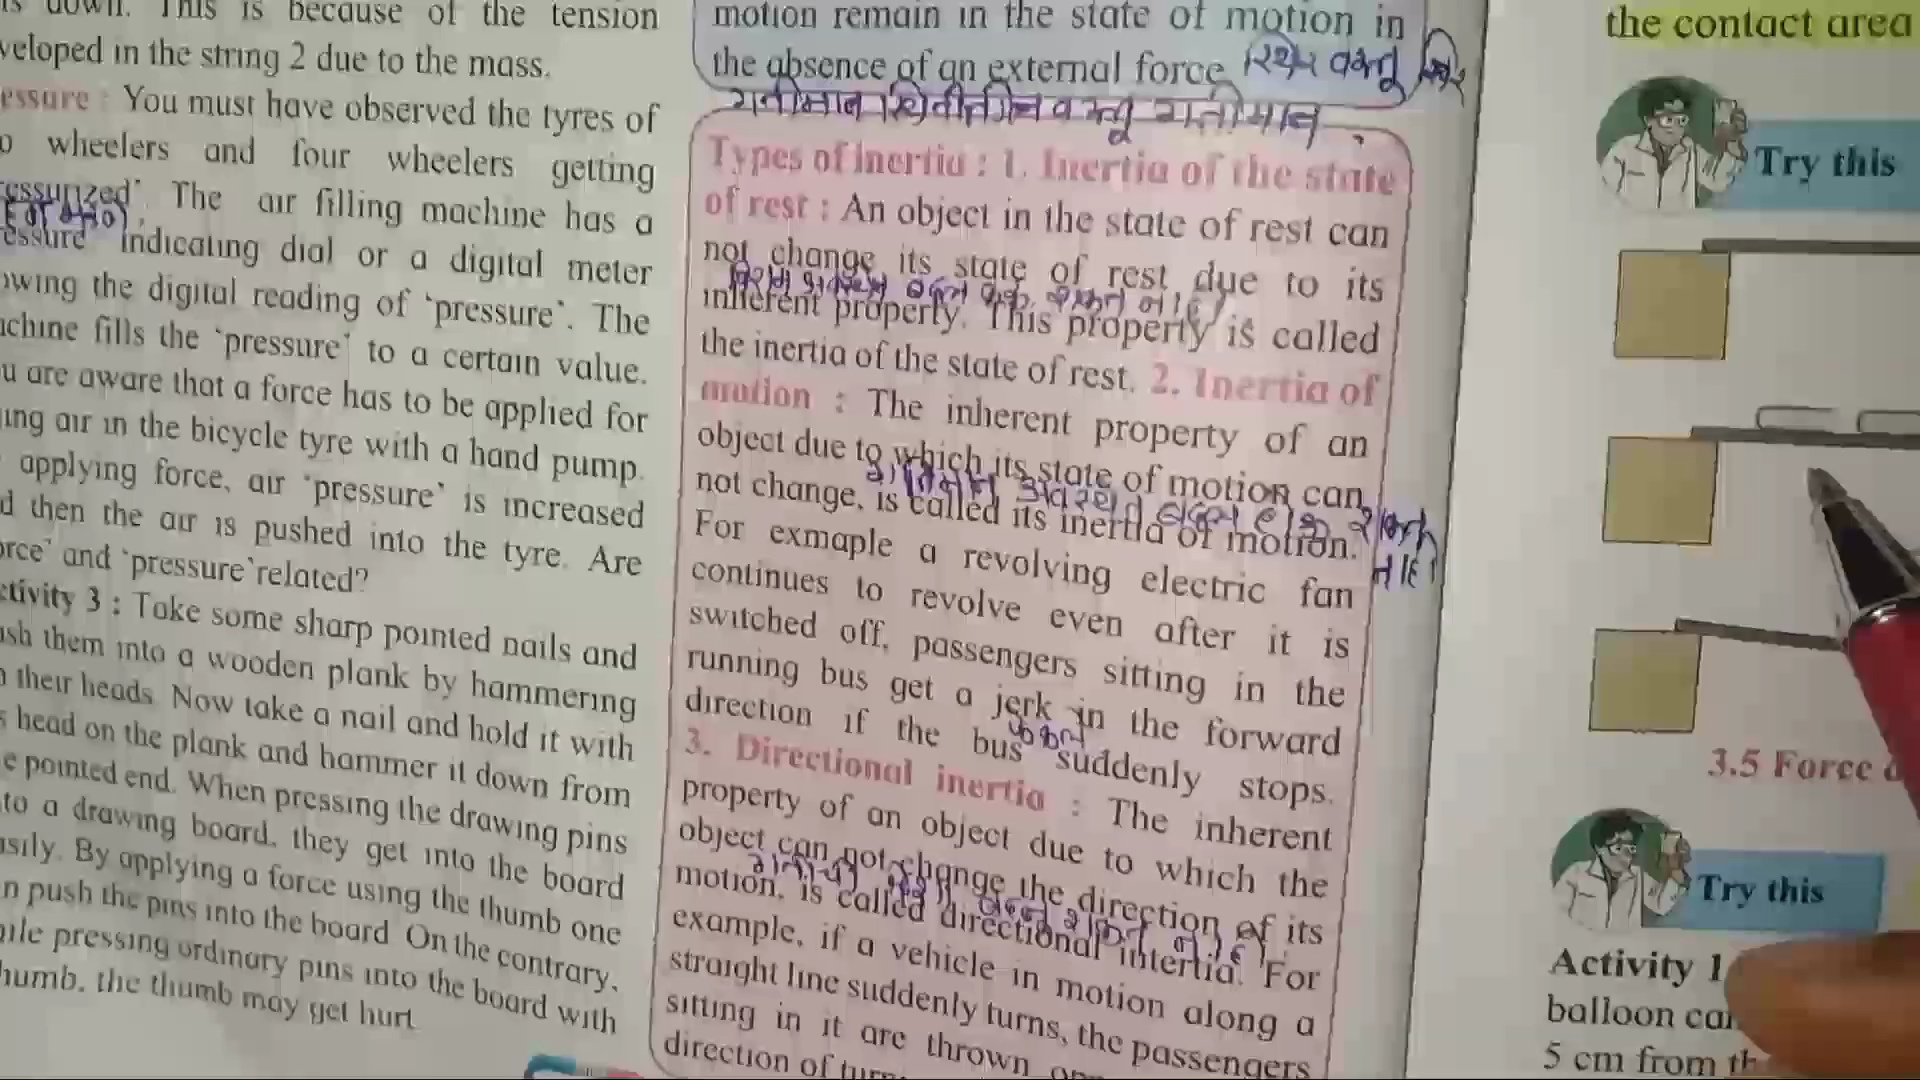 is down. This is because of the tension
veloped in the string 2 due to the mass.
essure : You must have observed the tyres of
o wheelers and four wheelers getting
essurized'. The air filling machine has a
essure' indicating dial or a digital meter
owing the digital reading of 'pressure'. The
achine fills the 'pressure' to a certain value.
u are aware that a force has to be applied for
ing air in the bicycle tyre with a hand pump.
applying force, air 'pressure' is increased
d then the air is pushed into the tyre. Are
orce' and 'pressure'related?
ctivity 3 : Take some sharp pointed nails and
ush them into a wooden plank by hammering
n their heads. Now take a nail and hold it with
s head on the plank and hammer it down from
e pointed end. When pressing the drawing pins
to a drawing board, they get into the board
asily. By applying a force using the thumb one
n push the pins into the board. On the contrary,
hile pressing ordinary pins into the board with
humb, the thumb may get hurt.
motion remain in the state of motion in
the absence of an external force
स्थिर वस्तू स्थिर
गतीमान वस्तू गतीमान
Types of inertia : 1. Inertia of the state
of rest : An object in the state of rest can
not change its state of rest due to its
inherent property. This property is called
the inertia of the state of rest. 2. Inertia of
motion : The inherent property of an
object due to which its state of motion can
not change, is called its inertia of motion.
For exmaple a revolving electric fan
continues to revolve even after it is
switched off, passengers sitting in the
running bus get a jerk in the forward
direction if the bus suddenly stops.
3. Directional inertia : The inherent
property of an object due to which the
object can not change the direction of its
motion, is called directional intertia. For
example, if a vehicle in motion along a
straight line suddenly turns, the passengers
sitting in it are thrown
direction of turn
the contact area
Try this
3.5 Force
Try this
Activity 1
balloon can
5 cm from th